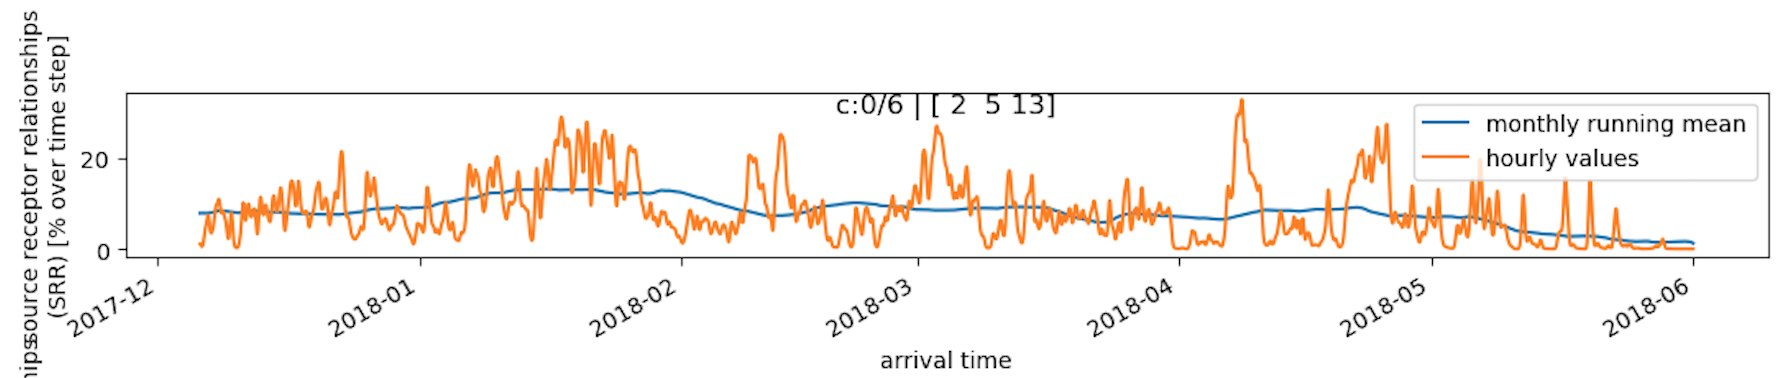 source receptor relationships
(SRR) [% over time step]
hips
c:0/6 | [ 2  5 13]
monthly running mean
hourly values
20
0
2017-12
2018-01
2018-02
2018-03
2018-04
2018-05
2018-06
arrival time